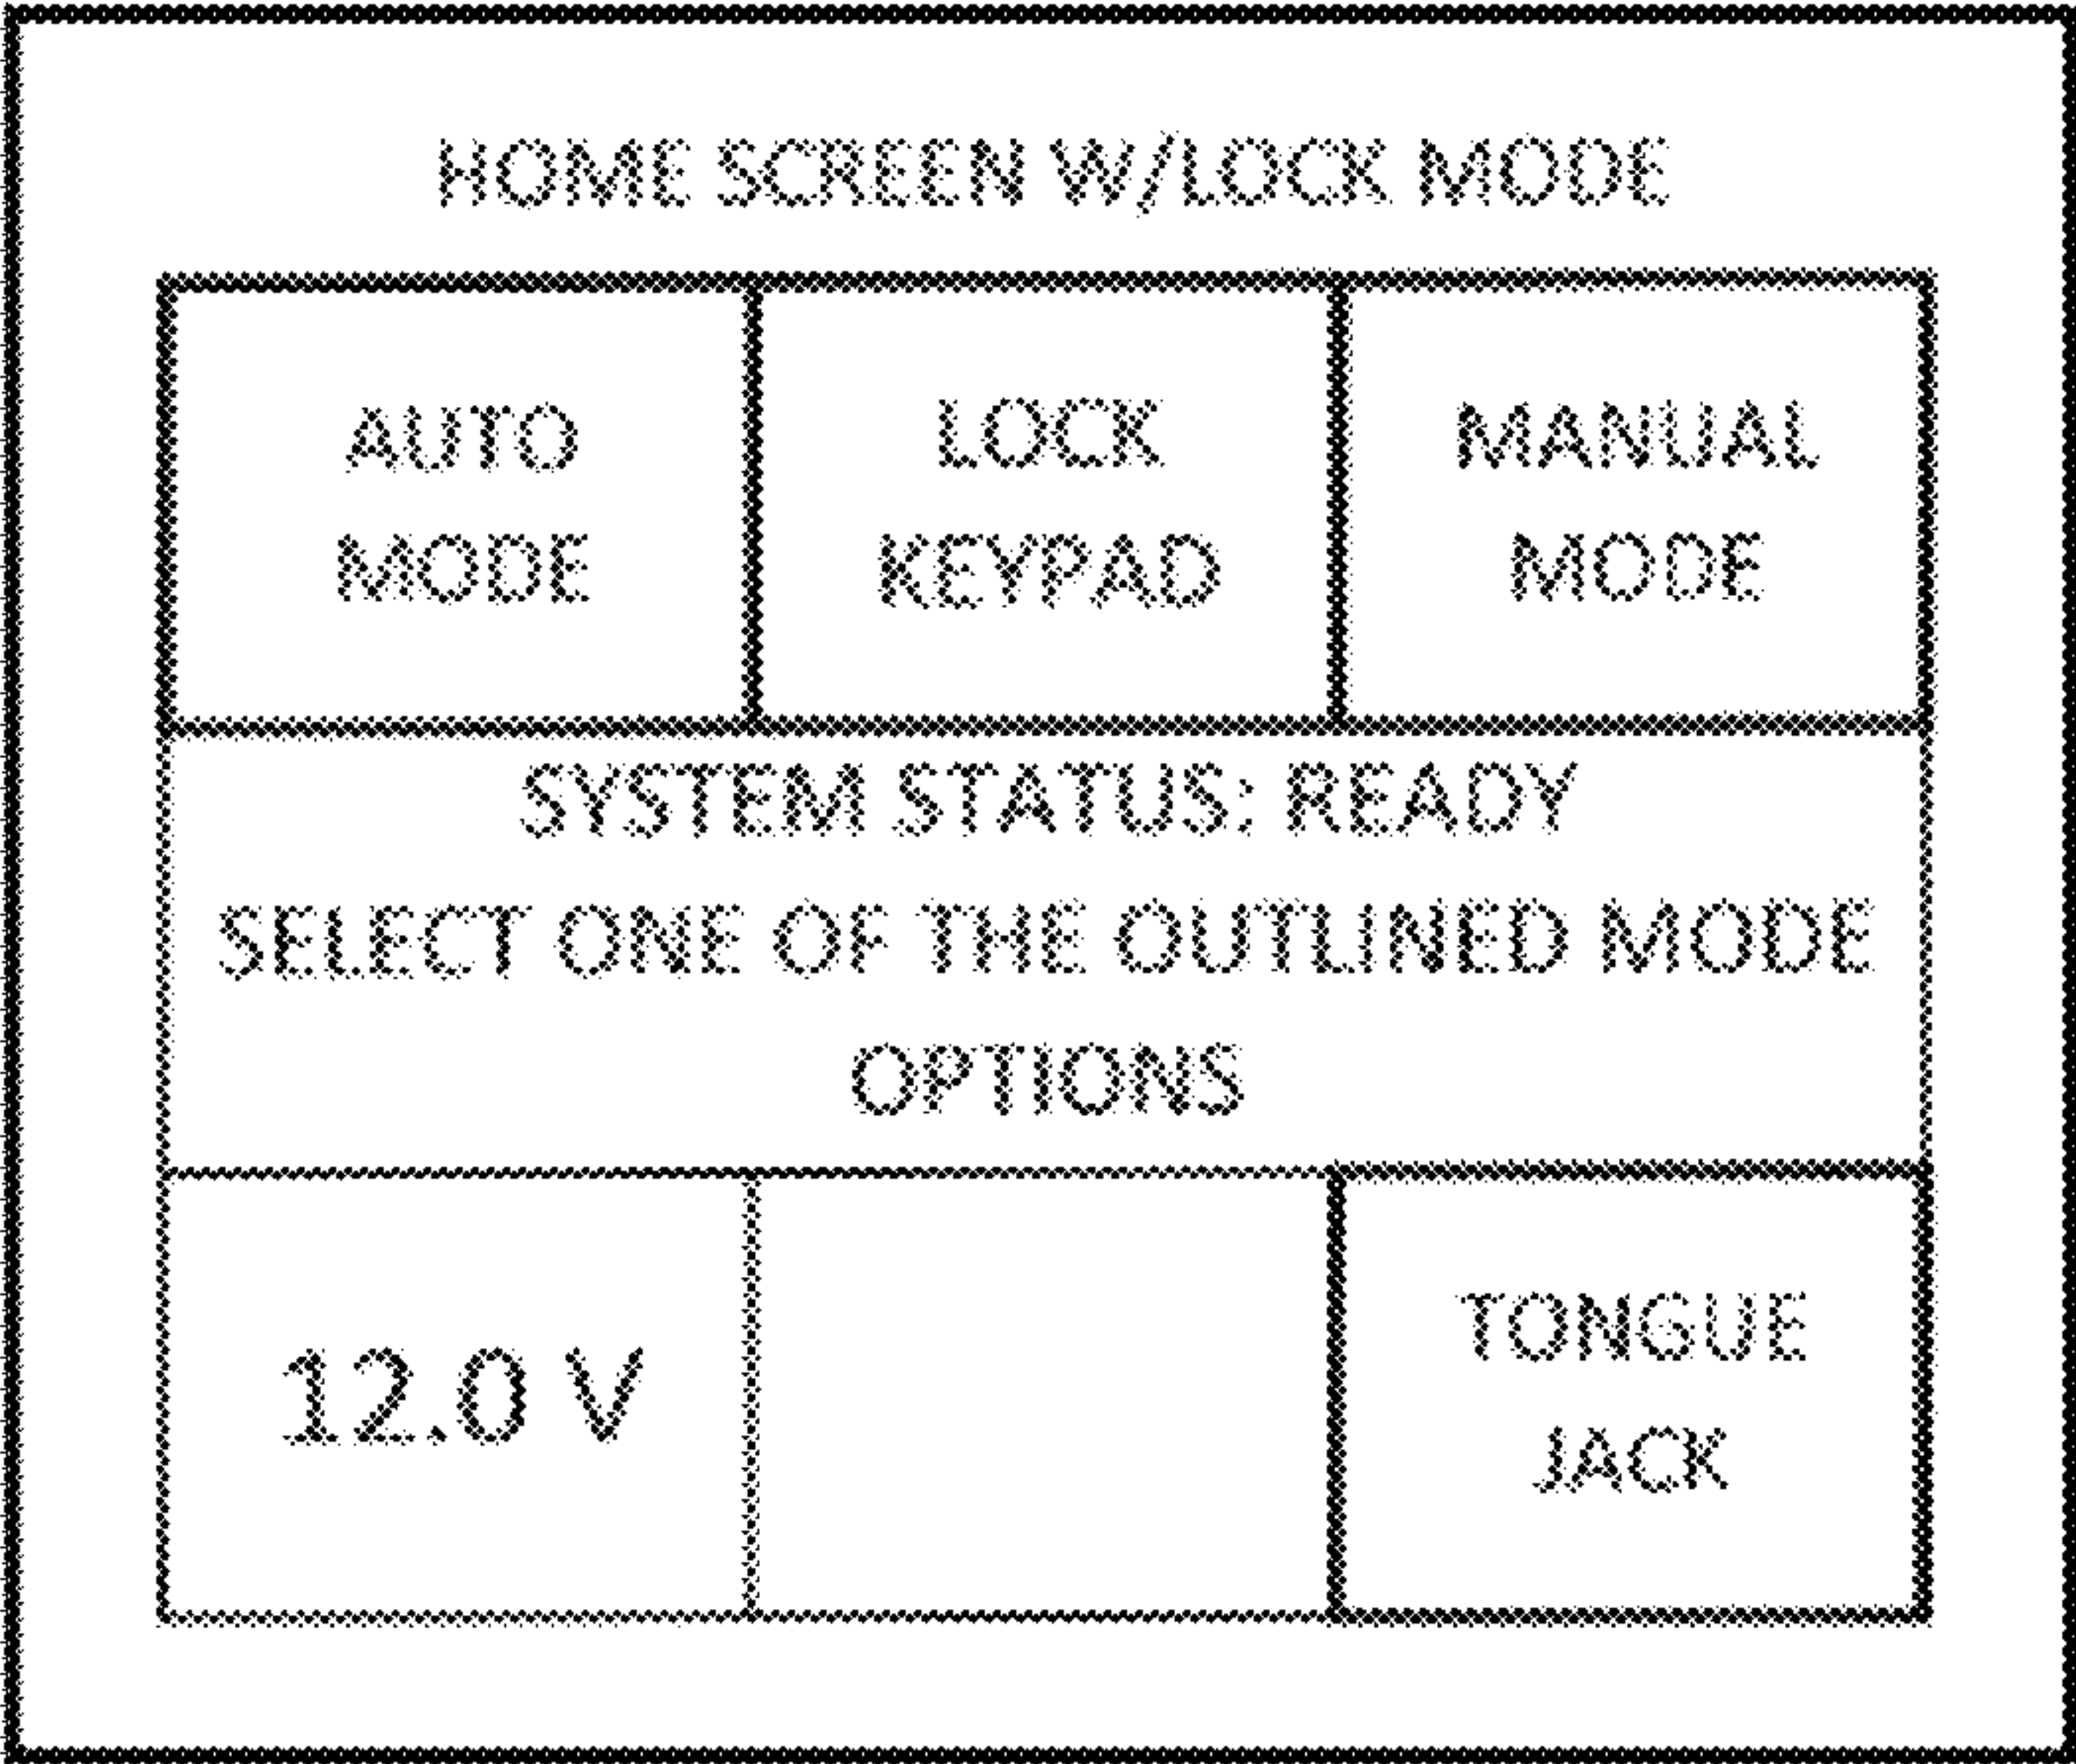 HOME SCREEN W/LOCK MODE
AUTO
MODE
LOCK
KEYPAD
MANUAL
MODE
SYSTEM STATUS: READY
SELECT ONE OF THE OUTLINED MODE
OPTIONS
12.0 V
TONGUE
JACK